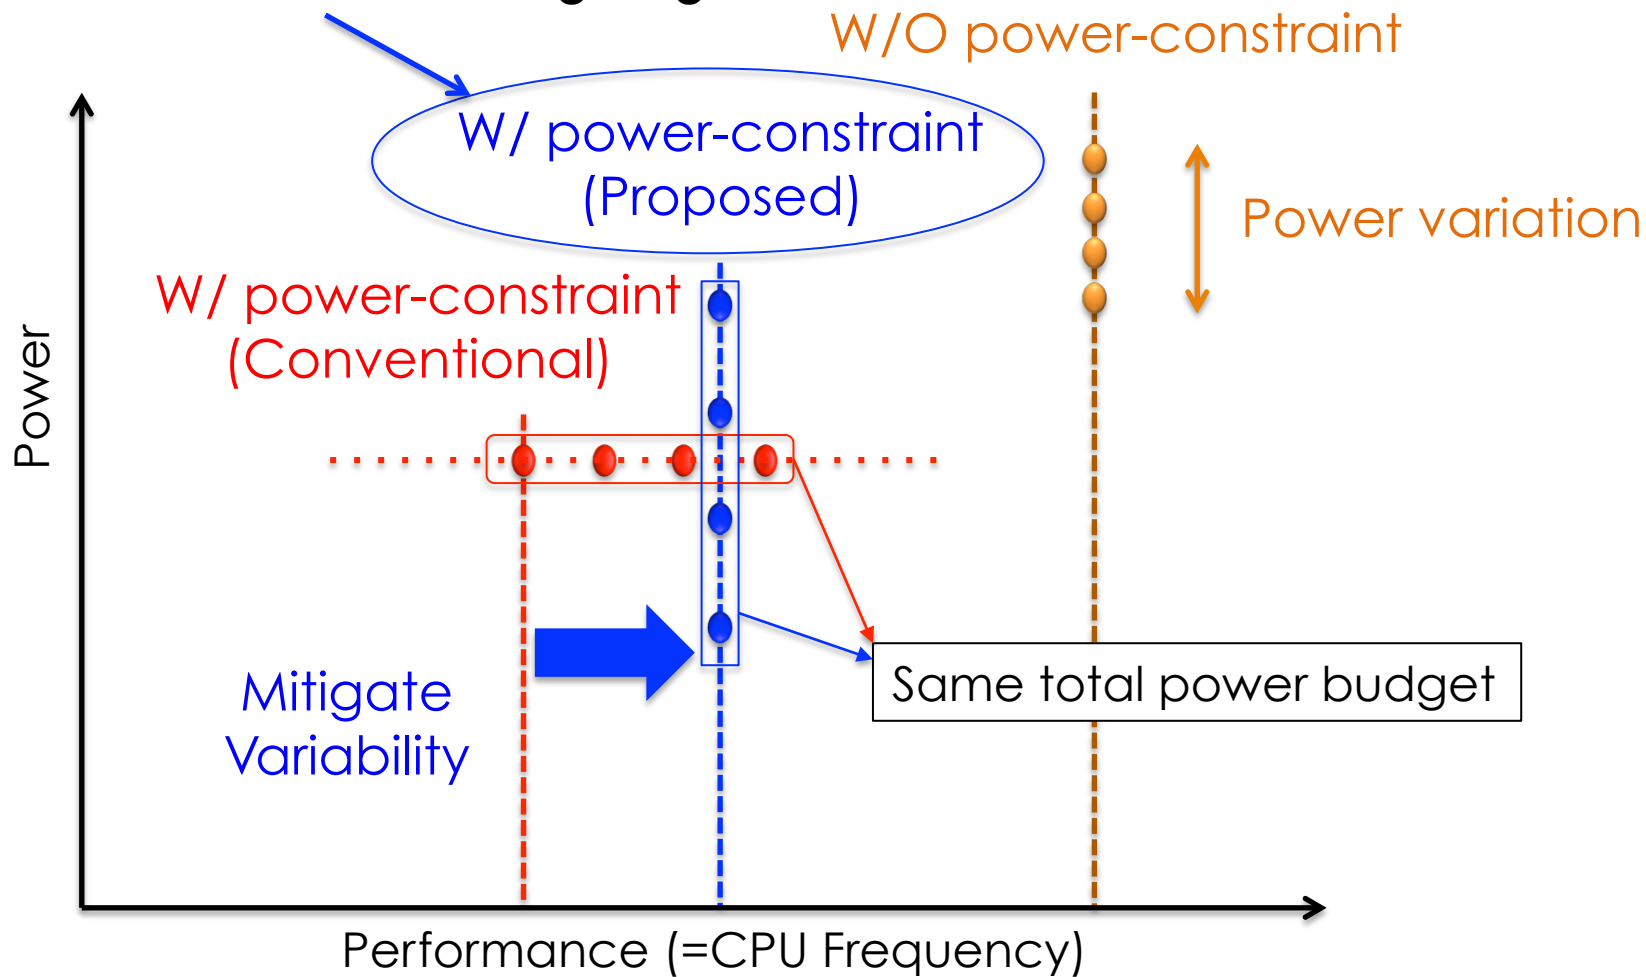 W/O power-constraint
W/ power-constraint
(Proposed)
Power variation
W/ power-constraint
(Conventional)
Power
Mitigate
Variability
Same total power budget
Performance (=CPU Frequency)